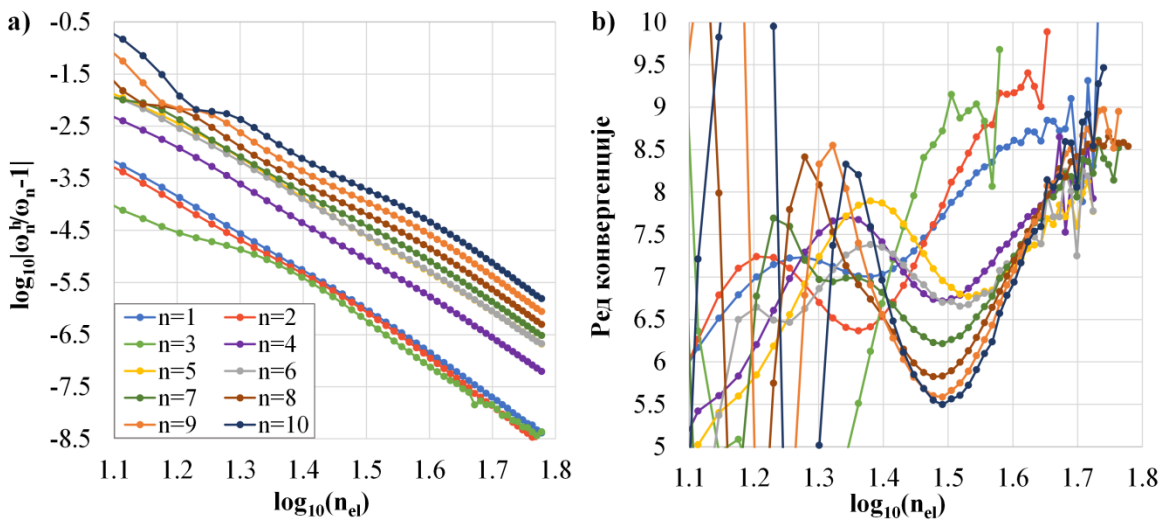 a)
-0.5
-1.5
-2.5
-3.5
-4.5
-5.5
-6.5
-7.5
-8.5
log₁₀|ωₙʰ/ωₙ-1|
n=1 n=2
n=3 n=4
n=5 n=6
n=7 n=8
n=9 n=10
1.1 1.2 1.3 1.4 1.5 1.6 1.7 1.8
log₁₀(nₑₗ)
b)
10
9.5
9
8.5
8
7.5
7
6.5
6
5.5
5
Ред конвергенције
1.1 1.2 1.3 1.4 1.5 1.6 1.7 1.8
log₁₀(nₑₗ)